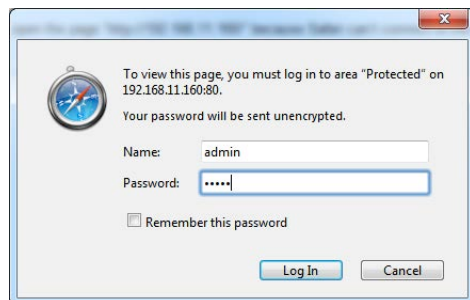 To view this page, you must log in to area "Protected" on
192.168.11.160:80.
Your password will be sent unencrypted.
Name: admin
Password: •••••
Remember this password
Log In Cancel